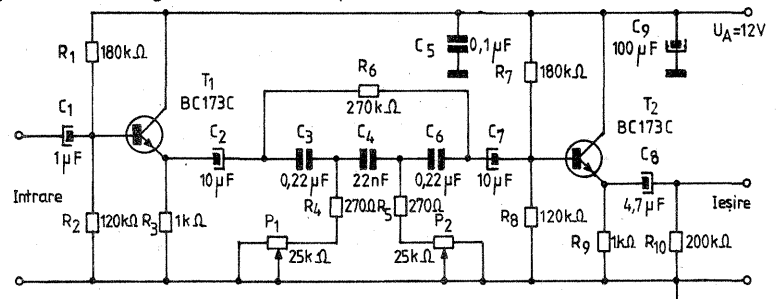 C5
0,1µF
C9
100µF
UA=12V
R1
180kΩ
R6
270kΩ
R7
180kΩ
T1
BC173C
T2
BC173C
C1
1µF
C2
10µF
C3
0,22µF
C4
22nF
C6
0,22µF
C7
10µF
C8
4,7µF
Intrare
Ieșire
R2
120kΩ
R3
1kΩ
R4
270Ω
R5
270Ω
P1
25kΩ
P2
25kΩ
R8
120kΩ
R9
1kΩ
R10
200kΩ